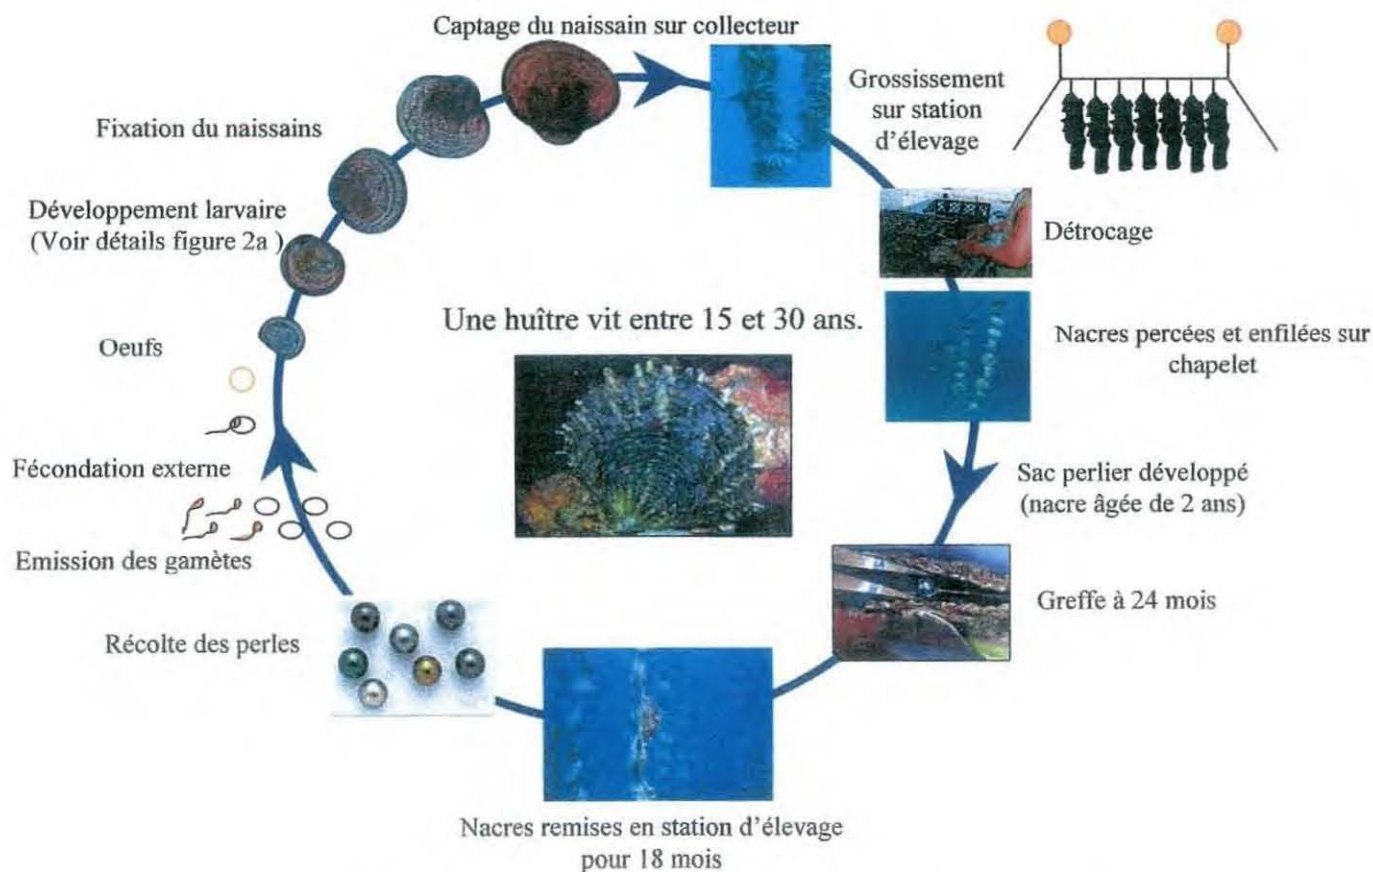 Captage du naissain sur collecteur
Grossissement
sur station
d'élevage
Fixation du naissains
Développement larvaire
(Voir détails figure 2a )
Détrocage
Une huître vit entre 15 et 30 ans.
Oeufs
Nacres percées et enfilées sur
chapelet
Fécondation externe
Sac perlier développé
(nacre âgée de 2 ans)
Emission des gamètes
Greffe à 24 mois
Récolte des perles
Nacres remises en station d'élevage
pour 18 mois